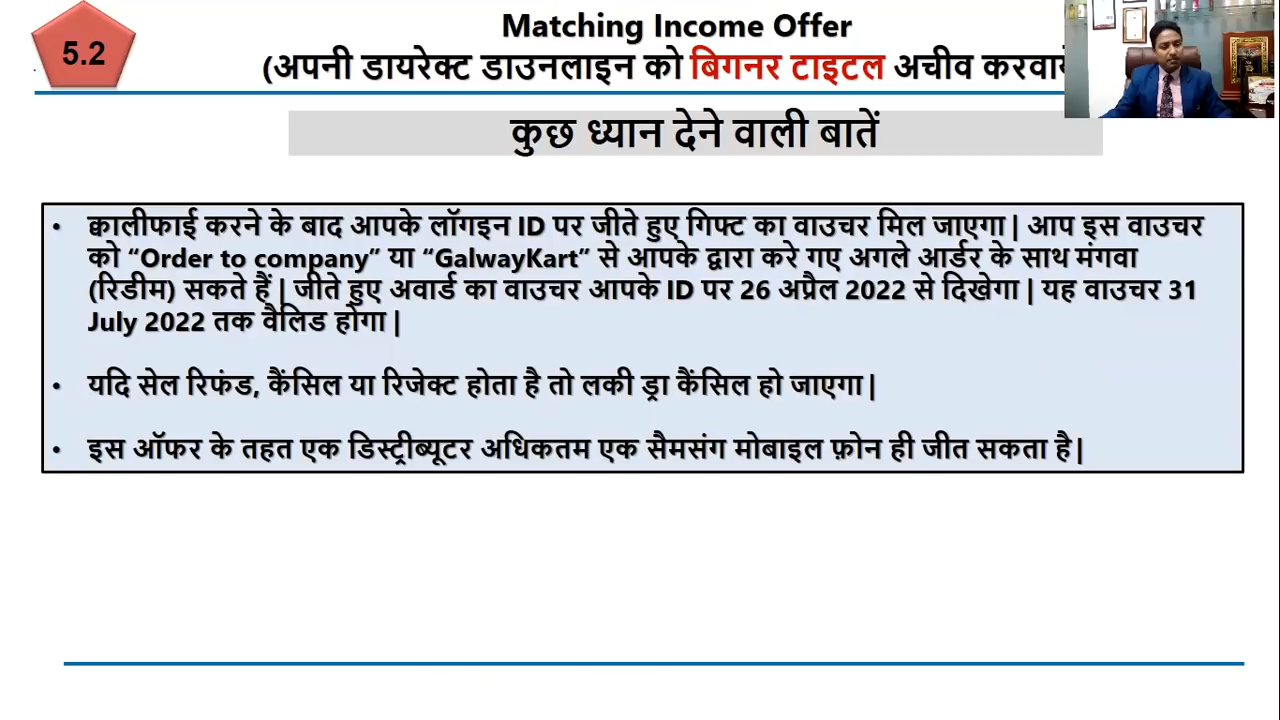 5.2
Matching Income Offer
(अपनी डायरेक्ट डाउनलाइन को बिगनर टाइटल अचीव
कुछ ध्यान देने वाली बातें
• क्वालीफाई करने के बाद आपके लॉगइन ID पर जीते हुए गिफ्ट का वाउचर मिल जाएगा | आप इस वाउचर
को “Order to company” या “GalwayKart“ से आपके द्वारा करे गए अगले आर्डर के साथ मंगवा
(रिडीम) सकते हैं | जीते हुए अवार्ड का वाउचर आपके ID पर 26 अप्रैल 2022 से दिखेगा | यह वाउचर 31
July 2022 तक वैलिड होगा |
• यदि सेल रिफंड, कैंसिल या रिजेक्ट होता है तो लकी ड्रा कैंसिल हो जाएगा |
• इस ऑफर के तहत एक डिस्ट्रीब्यूटर अधिकतम एक सैमसंग मोबाइल फ़ोन ही जीत सकता है |